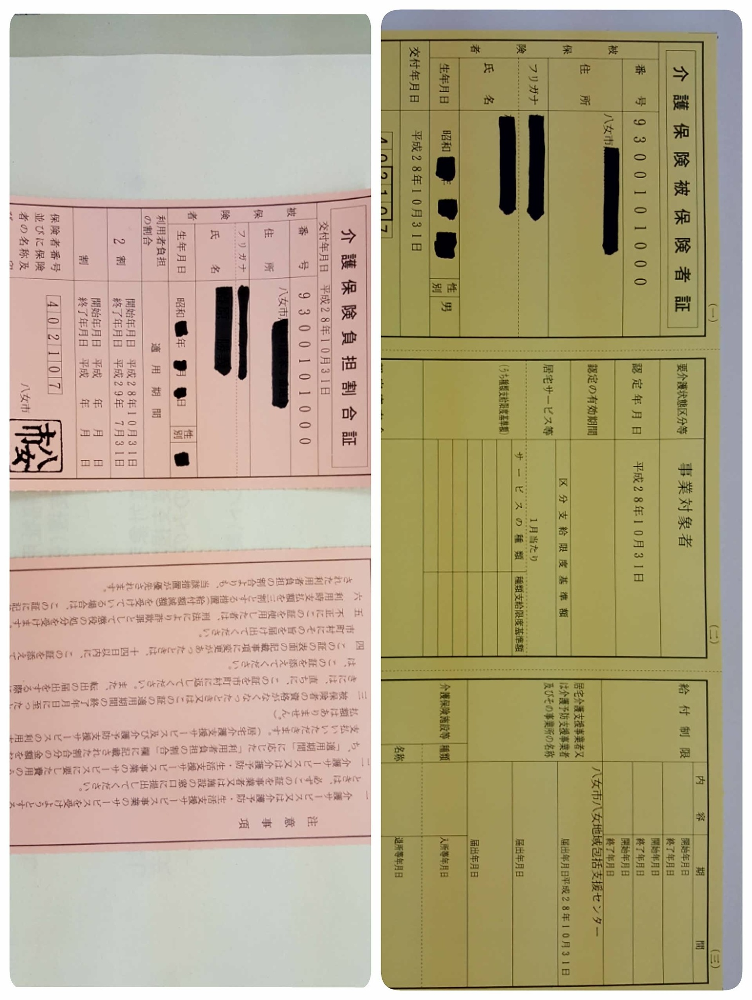 介護保険負担割合証
交付年月日 平成28年10月31日
被保険者
番号 9300101000
住所 八女市
フリガナ
氏名
生年月日 昭和 年 月 日 性別
利用者負担の割合 適用期間
2割 開始年月日 平成28年10月31日
終了年月日 平成29年 7月31日
割 開始年月日 平成 年 月 日
終了年月日 平成 年 月 日
保険者番号
並びに保険
者の名称及
402107
八女市
八女市
注意事項
一 介護サービス又は介護予防・生活支援サービス事業のサービスを受けようとする
ときは、必ずこの証を事業者又は施設の窓口に提出してください。
二 介護サービス又は介護予防・生活支援サービス事業のサービスに要した費用のう
ち、「適用期間」に応じた「利用者負担の割合」欄に記載された割合分の金額を
支払いいただきます。(居宅介護支援サービス及び介護予防支援サービスの利用
払額はありません。)
三 被保険者の資格がなくなったとき又はこの証の適用期間の終了年月日に至った
きには、直ちに、この証を市町村に返してください。また、転出の届出をする際
は、この証を添えてください。
四 この証の表面の記載事項に変更があったときは、十四日以内に、この証を添えて
市町村にその旨を届け出てください。
五 不正にこの証を使用した者は、刑法により詐欺罪として懲役の処分を受けます。
六 利用時支払額を三割とする措置(給付額減額)を受けている場合は、この証に記
された利用者負担の割合よりも、当該措置が優先されます。
(一)
介護保険被保険者証
被保険者
番号 9300101000
住所 八女市
フリガナ
氏名
生年月日 昭和 年 性別 男
交付年月日 平成28年10月31日
402107
(二)
要介護状態区分等 事業対象者
認定年月日 平成28年10月31日
認定の有効期間
居宅サービス等 区分支給限度基準額
1月当たり
(うち種類支給限度基準額) サービスの種類 種類支給限度基準額
(三)
給付制限 内容 期間
開始年月日
終了年月日
開始年月日
終了年月日
開始年月日
終了年月日
居宅介護支援事業者又
は介護予防支援事業者
及びその事業所の名称
八女市八女地域包括支援センター
届出年月日平成28年10月31日
届出年月日
届出年月日
介護保険施設等 種類 入所等年月日
名称 退所等年月日